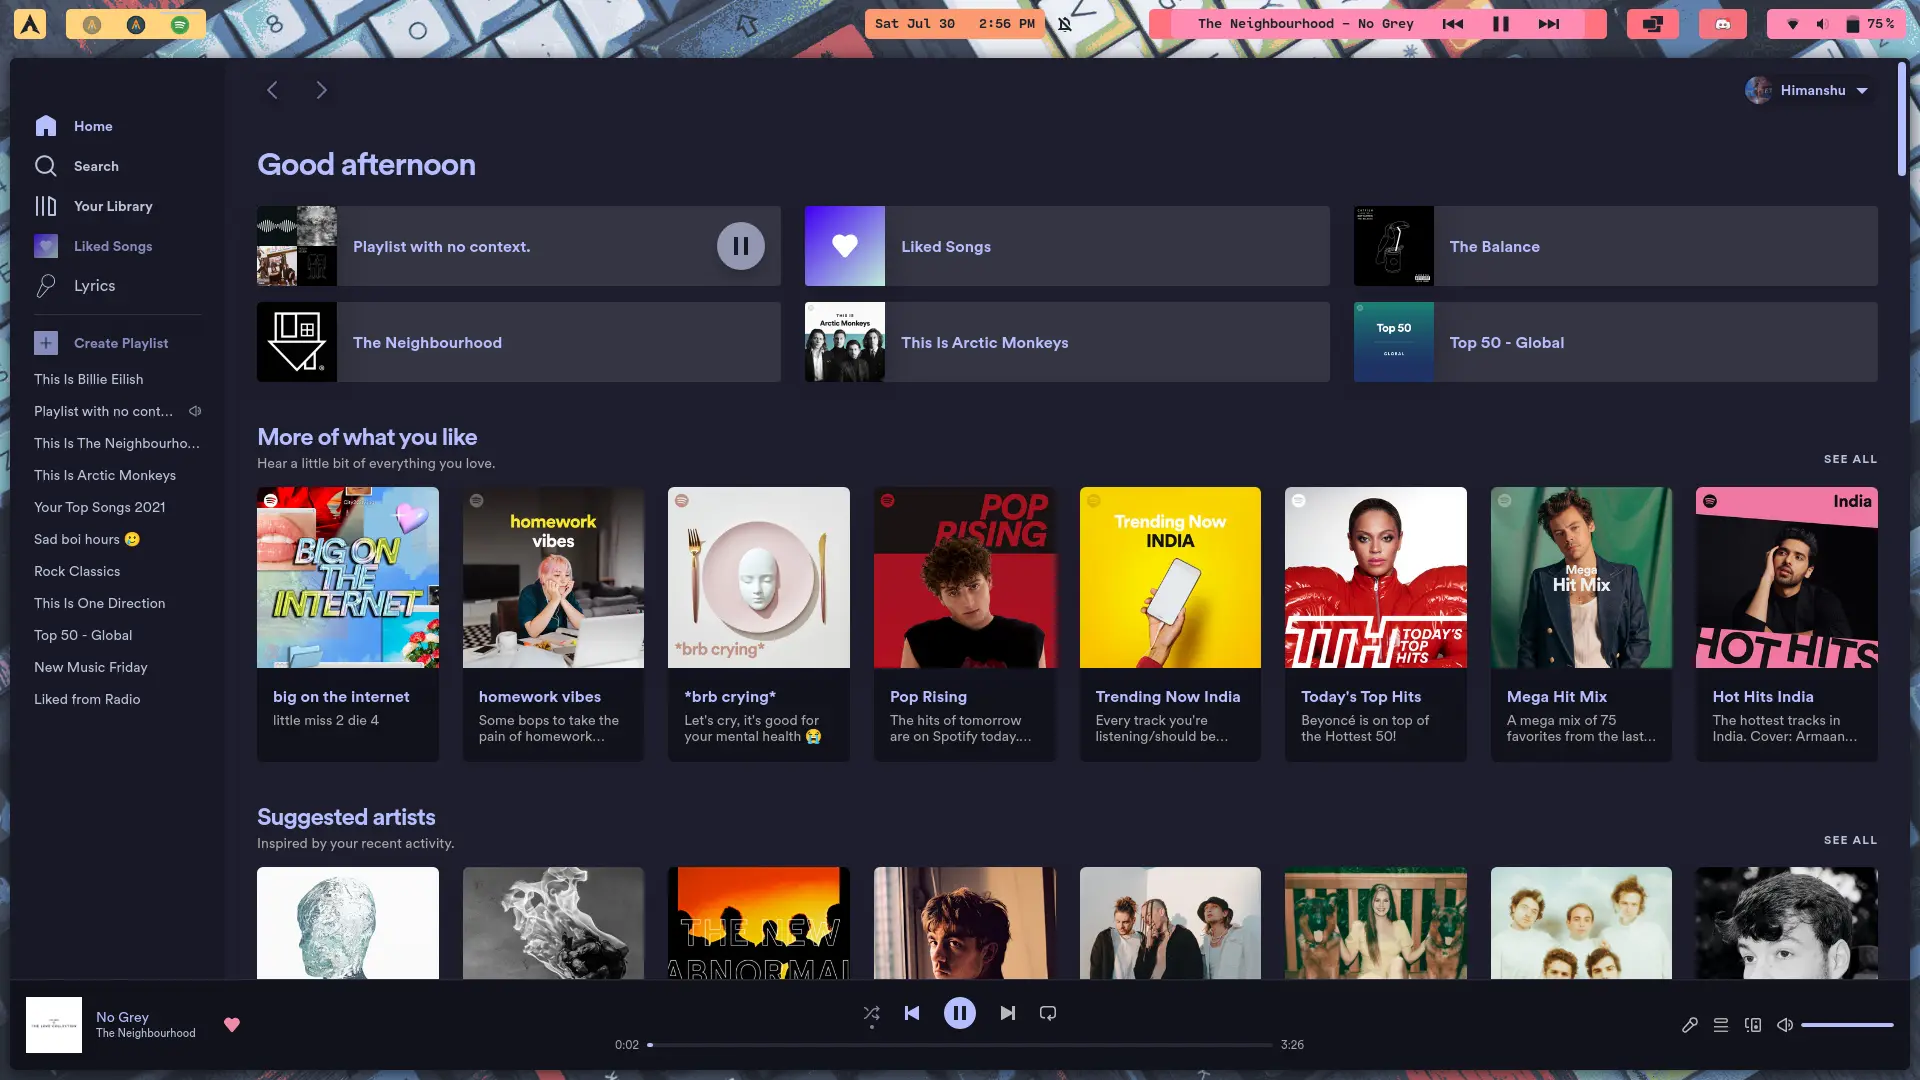 Sat Jul 30 2:56 PM
The Neighbourhood - No Grey
75%
Himanshu
Home
Search
Your Library
Liked Songs
Lyrics
Create Playlist
This Is Billie Eilish
Playlist with no cont...
This Is The Neighbourho...
This Is Arctic Monkeys
Your Top Songs 2021
Sad boi hours 🥲
Rock Classics
This Is One Direction
Top 50 - Global
New Music Friday
Liked from Radio
Good afternoon
Playlist with no context.
Liked Songs
The Balance
The Neighbourhood
THIS IS
Arctic Monkeys
This Is Arctic Monkeys
Top 50
GLOBAL
Top 50 - Global
More of what you like
Hear a little bit of everything you love.
SEE ALL
BIG ON
THE
INTERNET
homework
vibes
*brb crying*
POP
RISING
Trending Now
INDIA
TTH TODAY'S
TOP
HITS
Mega
Hit Mix
India
HOT HITS
big on the internet
little miss 2 die 4
homework vibes
Some bops to take the
pain of homework...
*brb crying*
Let's cry, it's good for
your mental health 😭
Pop Rising
The hits of tomorrow
are on Spotify today....
Trending Now India
Every track you're
listening/should be...
Today's Top Hits
Beyoncé is on top of
the Hottest 50!
Mega Hit Mix
A mega mix of 75
favorites from the last...
Hot Hits India
The hottest tracks in
India. Cover: Armaan...
Suggested artists
Inspired by your recent activity.
SEE ALL
THE NEW
ABNORMAL
No Grey
The Neighbourhood
0:02
3:26